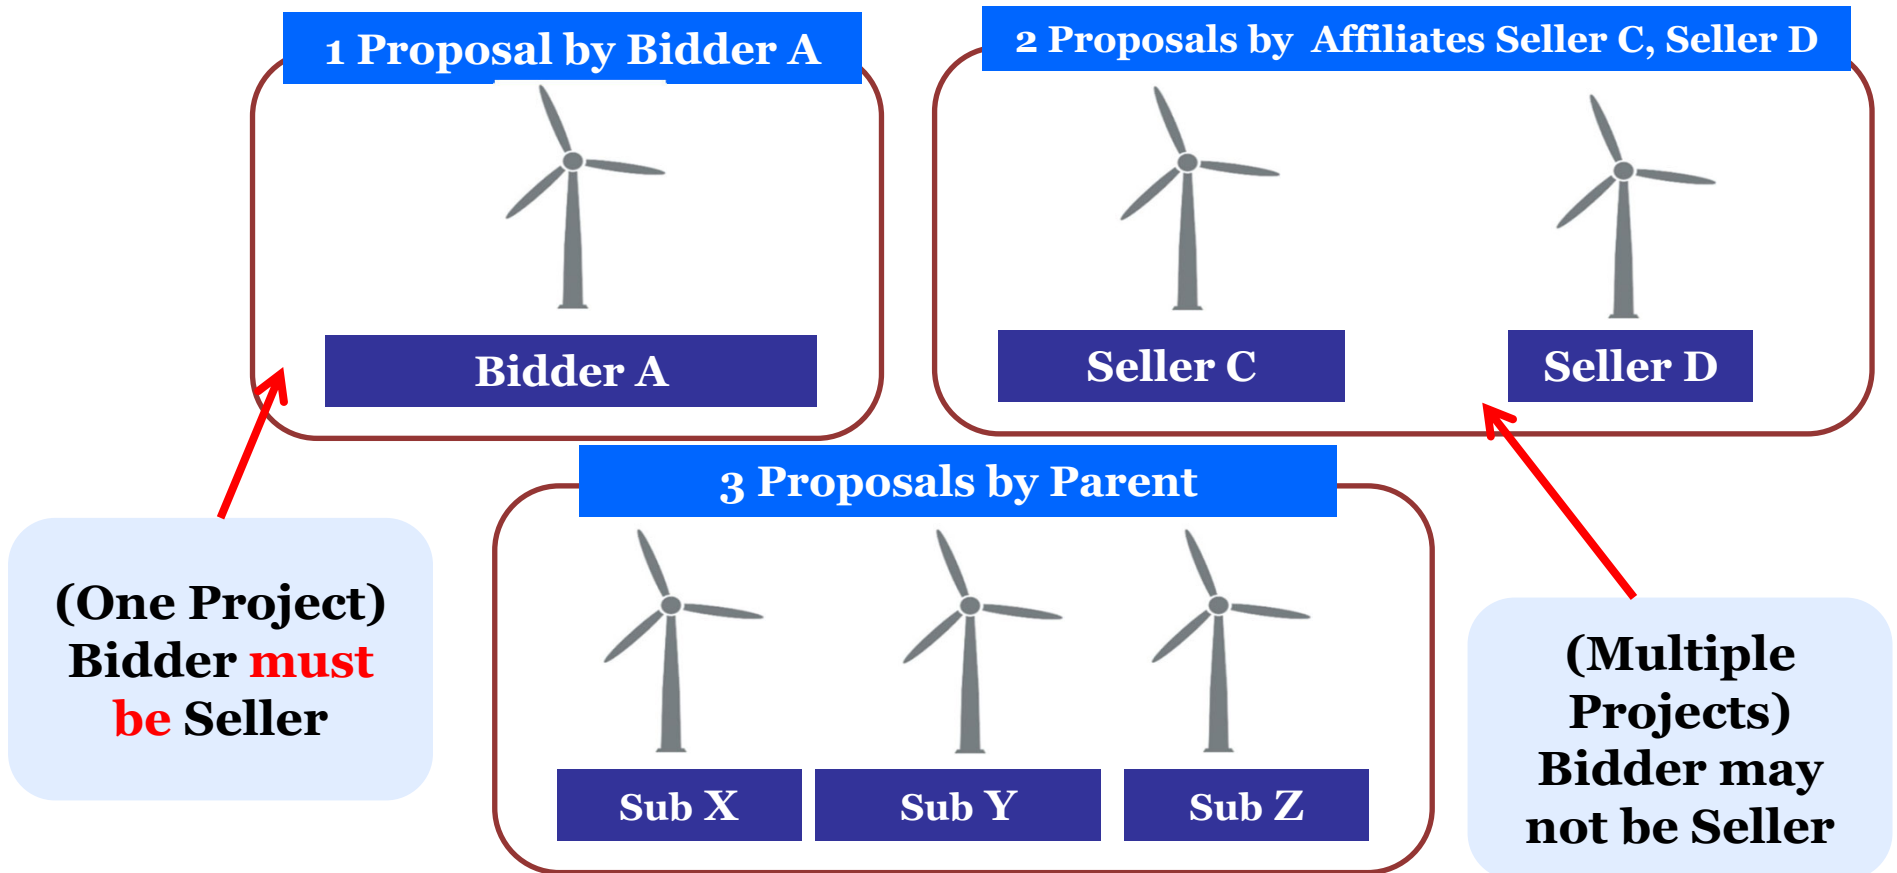 1 Proposal by Bidder A
2 Proposals by Affiliates Seller C, Seller D
Bidder A
Seller C
Seller D
3 Proposals by Parent
(One Project)
Bidder must
be Seller
(Multiple
Projects)
Bidder may
not be Seller
Sub X
Sub Y
Sub Z